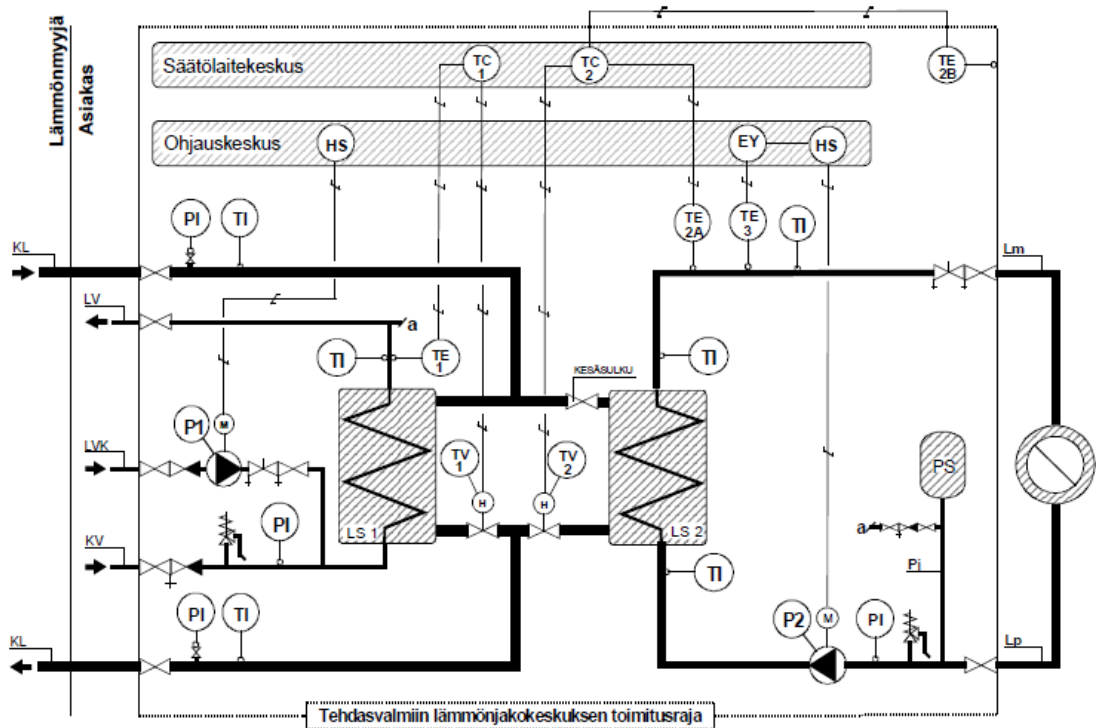 Lämmönmyyjä
Asiakas
Säätölaitekeskus
TC 1
TC 2
TE 2B
Ohjauskeskus
HS
EY
HS
PI
TI
TE 2A
TE 3
TI
KL
Lm
LV
a
TI
TE 1
TI
KESÄSULKU
P1
M
LVK
TV 1
TV 2
PS
H
H
PI
LS 1
LS 2
a
KV
TI
Pj
PI
TI
P2
M
PI
KL
Lp
Tehdasvalmiin lämmönjakokeskuksen toimitusraja